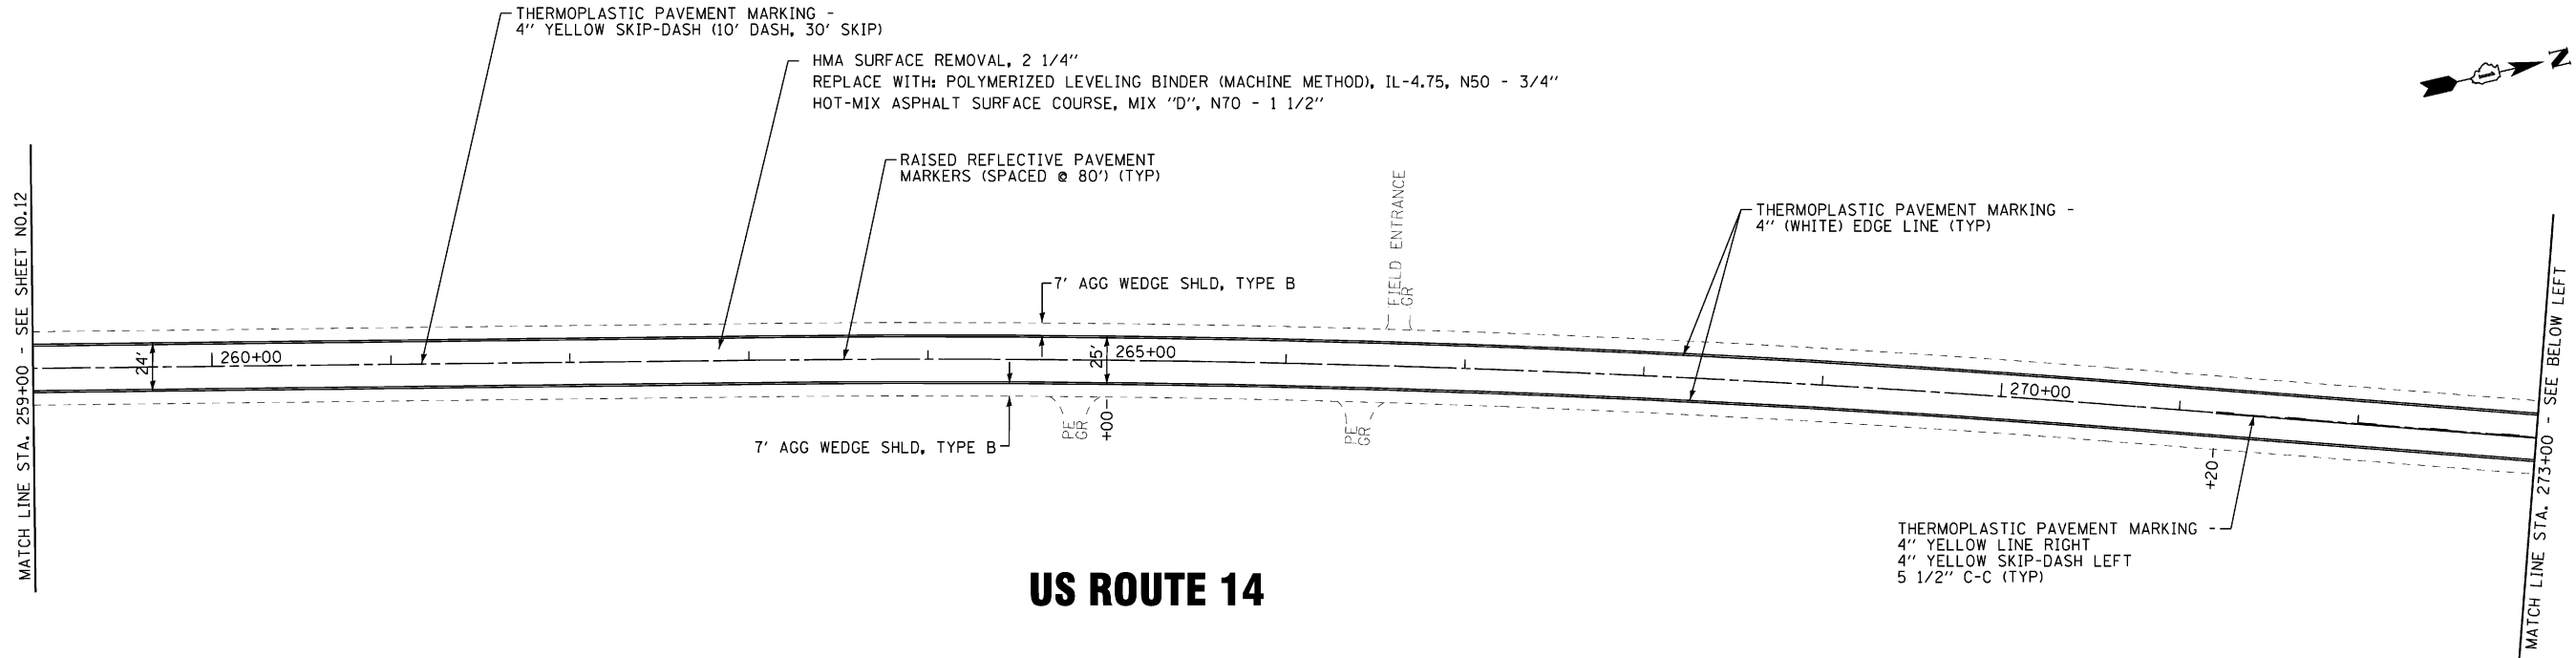 THERMOPLASTIC PAVEMENT MARKING -
4" YELLOW SKIP-DASH (10' DASH, 30' SKIP)
HMA SURFACE REMOVAL, 2 1/4"
REPLACE WITH: POLYMERIZED LEVELING BINDER (MACHINE METHOD), IL-4.75, N50 - 3/4"
HOT-MIX ASPHALT SURFACE COURSE, MIX "D", N70 - 1 1/2"
N
RAISED REFLECTIVE PAVEMENT
MARKERS (SPACED @ 80') (TYP)
FIELD ENTRANCE
GR
THERMOPLASTIC PAVEMENT MARKING -
4" (WHITE) EDGE LINE (TYP)
MATCH LINE STA. 259+00 - SEE SHEET NO.12
7' AGG WEDGE SHLD, TYPE B
24'
260+00
25'
265+00
270+00
MATCH LINE STA. 273+00 - SEE BELOW LEFT
7' AGG WEDGE SHLD, TYPE B
PE
GR
+00
PE
GR
+20
THERMOPLASTIC PAVEMENT MARKING -
4" YELLOW LINE RIGHT
4" YELLOW SKIP-DASH LEFT
5 1/2" C-C (TYP)
US ROUTE 14